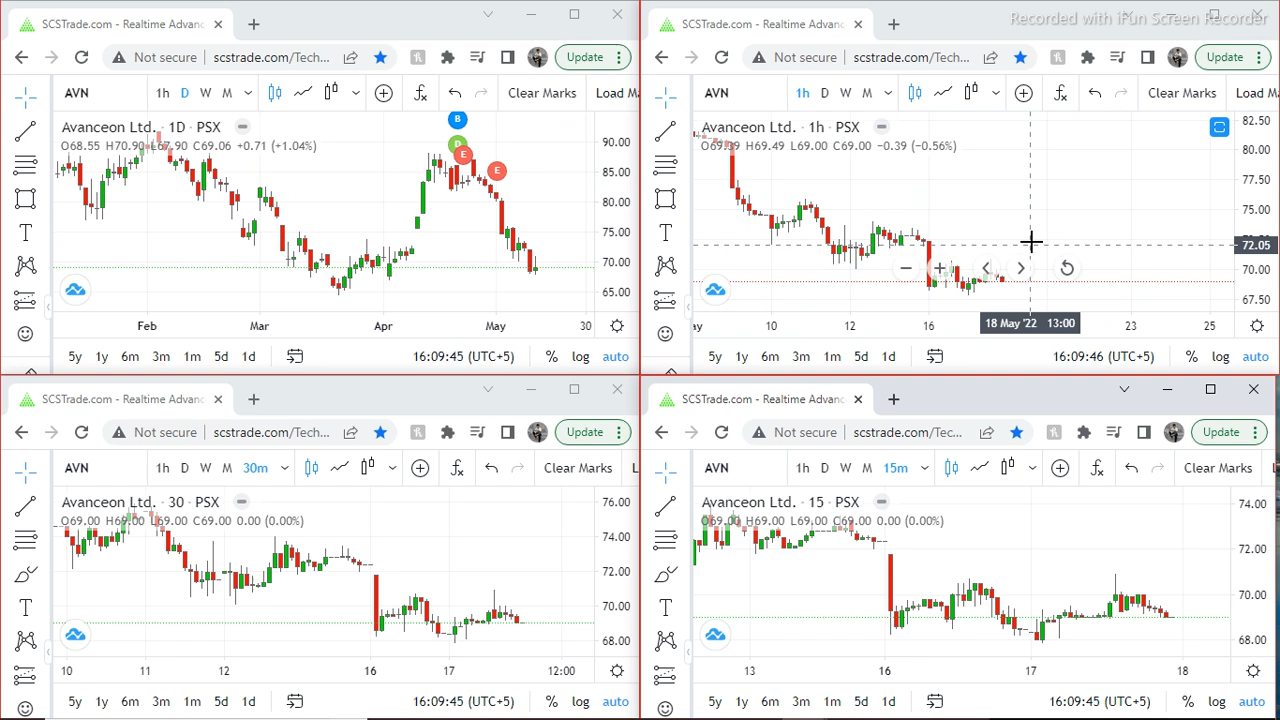 SCSTrade.com - Realtime Avanc
Not secure
scstrade.com/Tech...
Update
AVN
1h D W M
Clear Marks
Load M
Avanceon Ltd. · 1D · PSX
O68.55 H70.90 L67.90 C69.06 +0.71 (+1.04%)
B
D
E
E
90.00
85.00
80.00
75.00
70.00
65.00
Feb Mar Apr May 30
5y 1y 6m 3m 1m 5d 1d
16:09:45 (UTC+5)
% log auto
Recorded with iFun Screen Recorder
SCSTrade.com - Realtime Avanc
Not secure
scstrade.com/Tech...
Update
AVN
1h D W M
Clear Marks
Load M
Avanceon Ltd. · 1h · PSX
H69.49 L69.00 C69.00 −0.39 (−0.56%)
82.50
80.00
77.50
75.00
72.05
70.00
67.50
10 12 16
18 May '22 13:00
23 25
5y 1y 6m 3m 1m 5d 1d
16:09:46 (UTC+5)
% log auto
SCSTrade.com - Realtime Avanc
Not secure
scstrade.com/Tec...
Update
AVN
1h D W M 30m
Clear Marks
Avanceon Ltd. · 30 · PSX
O69.00 H69.00 L69.00 C69.00 0.00 (0.00%)
76.00
74.00
72.00
70.00
68.00
10 11 12 16 17 12:00
5y 1y 6m 3m 1m 5d 1d
16:09:45 (UTC+5)
% log auto
SCSTrade.com - Realtime Avanc
Not secure
scstrade.com/Tec...
Update
AVN
1h D W M 15m
Clear Marks
Avanceon Ltd. · 15 · PSX
O69.00 H69.00 L69.00 C69.00 0.00 (0.00%)
74.00
72.00
70.00
68.00
13 16 17 18
5y 1y 6m 3m 1m 5d 1d
16:09:45 (UTC+5)
% log auto